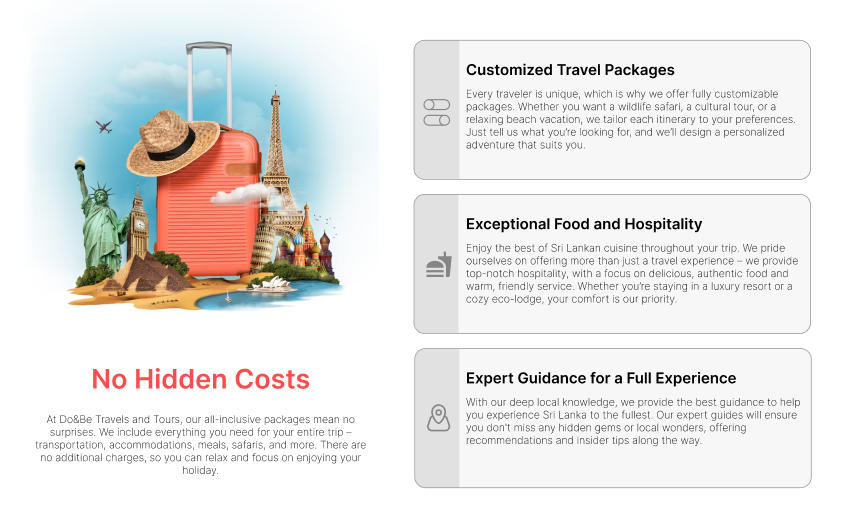 No Hidden Costs
At Do&Be Travels and Tours, our all-inclusive packages mean no
surprises. We include everything you need for your entire trip –
transportation, accommodations, meals, safaris, and more. There are
no additional charges, so you can relax and focus on enjoying your
holiday.
Customized Travel Packages
Every traveler is unique, which is why we offer fully customizable
packages. Whether you want a wildlife safari, a cultural tour, or a
relaxing beach vacation, we tailor each itinerary to your preferences.
Just tell us what you're looking for, and we'll design a personalized
adventure that suits you.
Exceptional Food and Hospitality
Enjoy the best of Sri Lankan cuisine throughout your trip. We pride
ourselves on offering more than just a travel experience – we provide
top-notch hospitality, with a focus on delicious, authentic food and
warm, friendly service. Whether you're staying in a luxury resort or a
cozy eco-lodge, your comfort is our priority.
Expert Guidance for a Full Experience
With our deep local knowledge, we provide the best guidance to help
you experience Sri Lanka to the fullest. Our expert guides will ensure
you don't miss any hidden gems or local wonders, offering
recommendations and insider tips along the way.